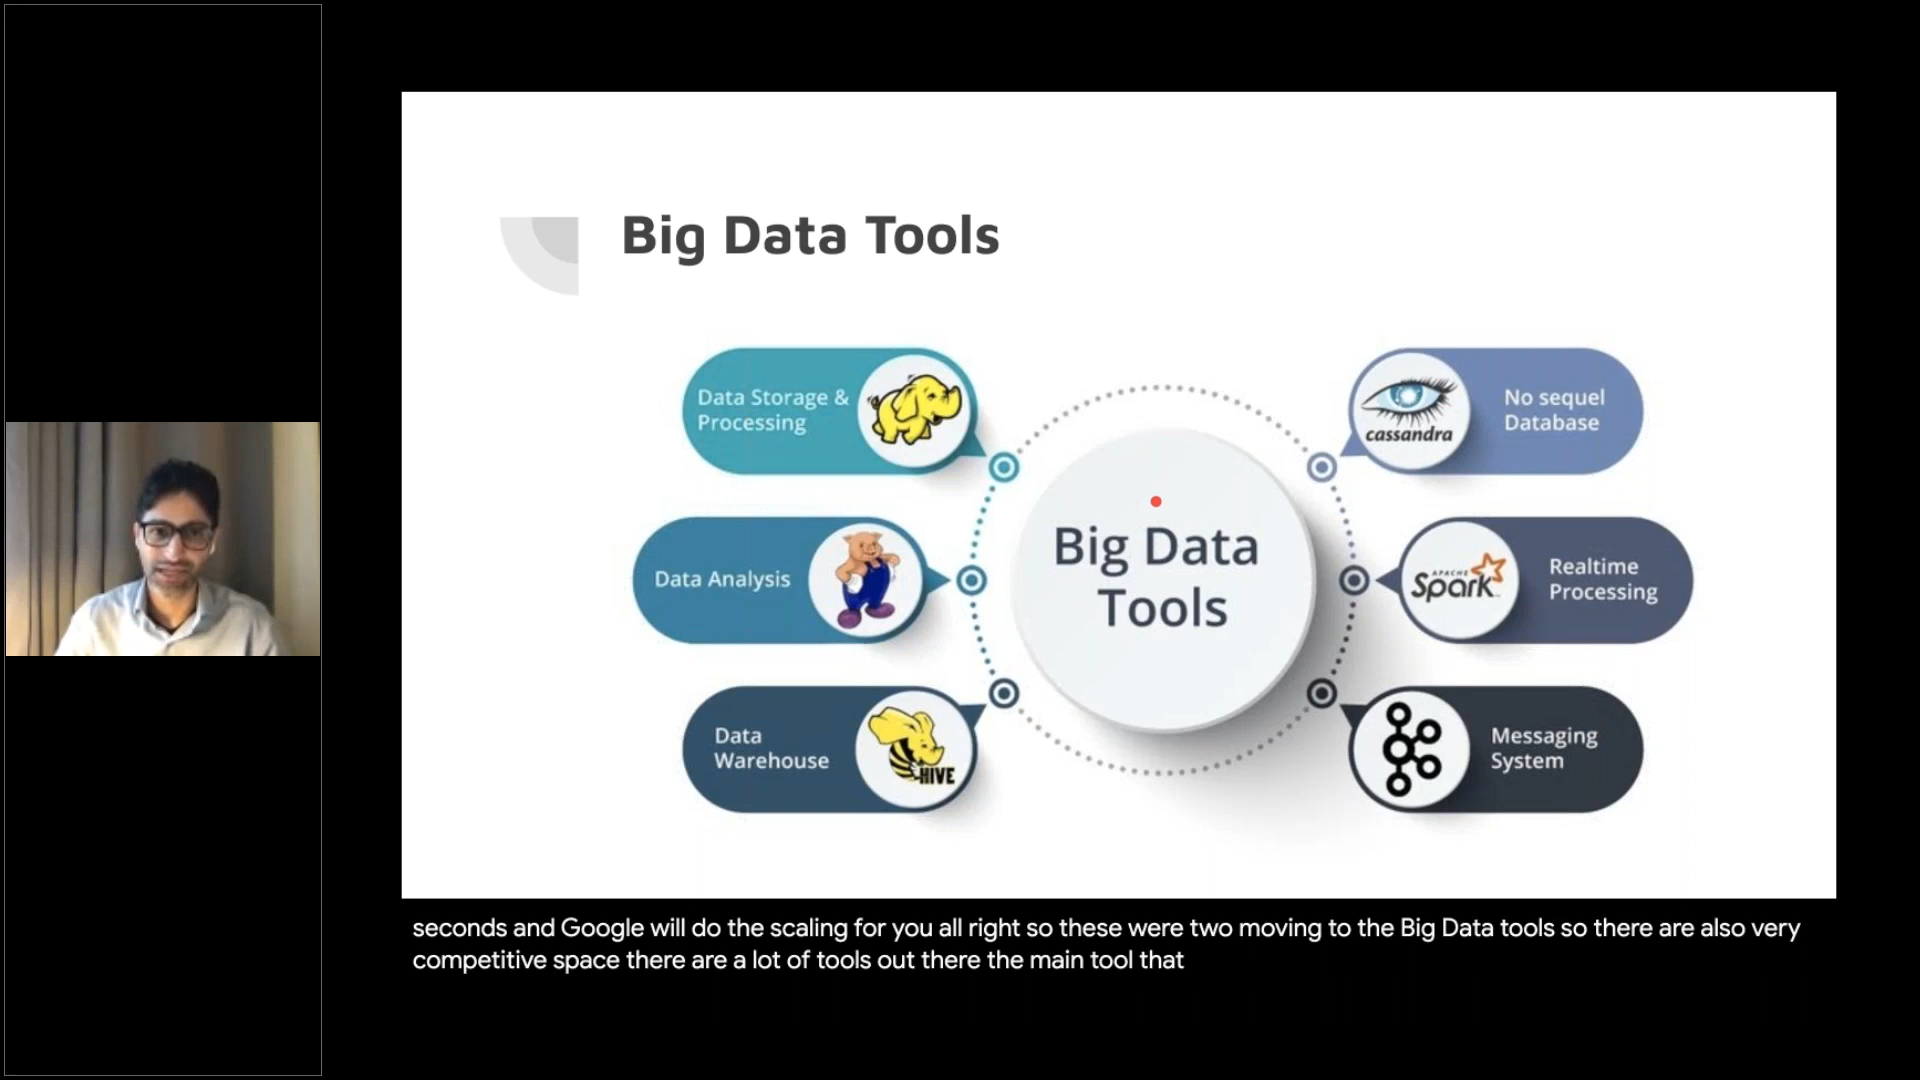 Big Data Tools
Data Storage &
Processing
Data Analysis
Data
Warehouse
HIVE
Big Data
Tools
cassandra
No sequel
Database
APACHE
Spark
Realtime
Processing
Messaging
System
seconds and Google will do the scaling for you all right so these were two moving to the Big Data tools so there are also very
competitive space there are a lot of tools out there the main tool that